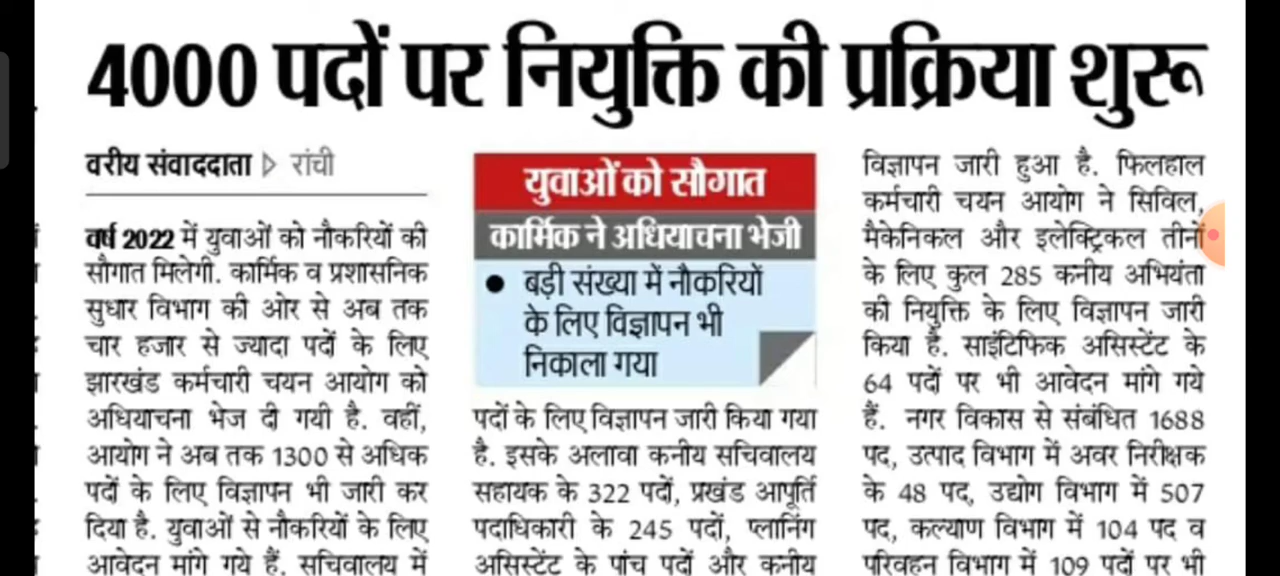 4000 पदों पर नियुक्ति की प्रक्रिया शुरू
वरीय संवाददाता ▷ रांची
वर्ष 2022 में युवाओं को नौकरियों की
सौगात मिलेगी. कार्मिक व प्रशासनिक
सुधार विभाग की ओर से अब तक
चार हजार से ज्यादा पदों के लिए
झारखंड कर्मचारी चयन आयोग को
अधियाचना भेज दी गयी है. वहीं,
आयोग ने अब तक 1300 से अधिक
पदों के लिए विज्ञापन भी जारी कर
दिया है. युवाओं से नौकरियों के लिए
आवेदन मांगे गये हैं. सचिवालय में
युवाओं को सौगात
कार्मिक ने अधियाचना भेजी
● बड़ी संख्या में नौकरियों
के लिए विज्ञापन भी
निकाला गया
पदों के लिए विज्ञापन जारी किया गया
है. इसके अलावा कनीय सचिवालय
सहायक के 322 पदों, प्रखंड आपूर्ति
पदाधिकारी के 245 पदों, प्लानिंग
असिस्टेंट के पांच पदों और कनीय
विज्ञापन जारी हुआ है. फिलहाल
कर्मचारी चयन आयोग ने सिविल,
मैकेनिकल और इलेक्ट्रिकल तीनों
के लिए कुल 285 कनीय अभियंता
की नियुक्ति के लिए विज्ञापन जारी
किया है. साइंटिफिक असिस्टेंट के
64 पदों पर भी आवेदन मांगे गये
हैं. नगर विकास से संबंधित 1688
पद, उत्पाद विभाग में अवर निरीक्षक
के 48 पद, उद्योग विभाग में 507
पद, कल्याण विभाग में 104 पद व
परिवहन विभाग में 109 पदों पर भी